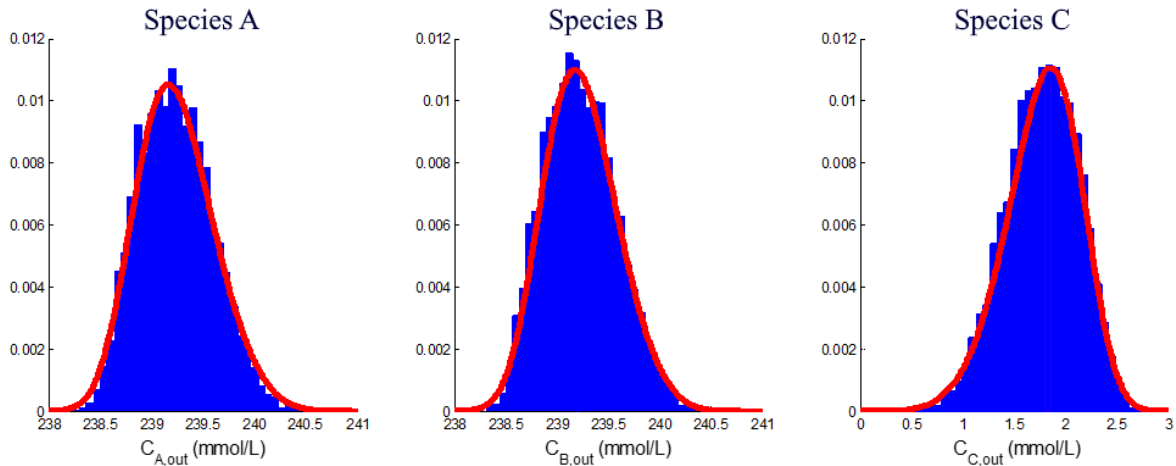 Species A
0.012
0.01
0.008
0.006
0.004
0.002
0
238 238.5 239 239.5 240 240.5 241
C_A,out (mmol/L)
Species B
0.012
0.01
0.008
0.006
0.004
0.002
0
238 238.5 239 239.5 240 240.5 241
C_B,out (mmol/L)
Species C
0.012
0.01
0.008
0.006
0.004
0.002
0
0 0.5 1 1.5 2 2.5 3
C_C,out (mmol/L)